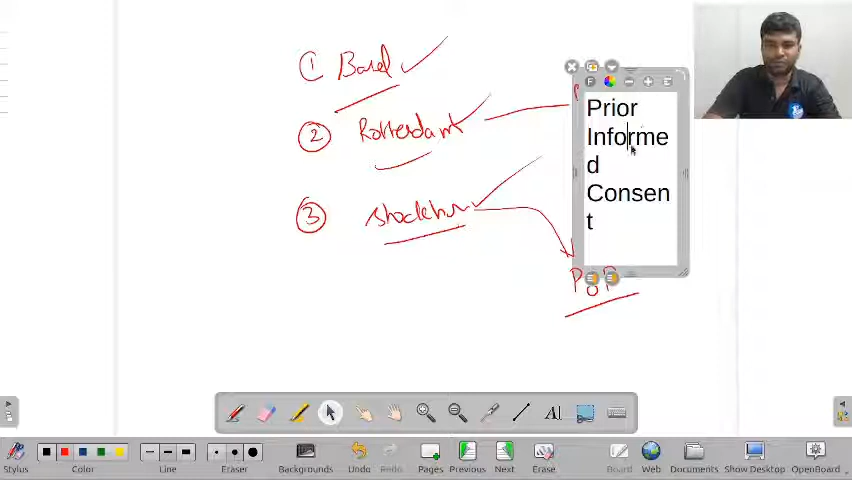 ① Basel
② Rotterdam
③ Stockholm
Prior
Informe
d
Consen
t
POP
Stylus
Color
Line
Eraser
Backgrounds
Undo
Redo
Pages
Previous
Next
Erase
Board
Web
Documents
Show Desktop
OpenBoard